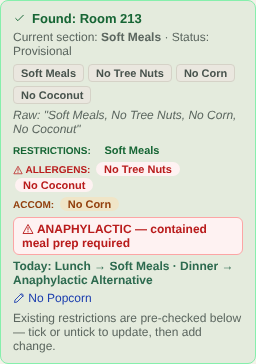 ✓ Found: Room 213
Current section: Soft Meals · Status:
Provisional
Soft Meals No Tree Nuts No Corn
No Coconut
Raw: "Soft Meals, No Tree Nuts, No Corn,
No Coconut"
RESTRICTIONS: Soft Meals
⚠ ALLERGENS: No Tree Nuts
No Coconut
ACCOM: No Corn
⚠ ANAPHYLACTIC — contained
meal prep required
Today: Lunch → Soft Meals · Dinner →
Anaphylactic Alternative
🖉 No Popcorn
Existing restrictions are pre-checked below
— tick or untick to update, then add
change.